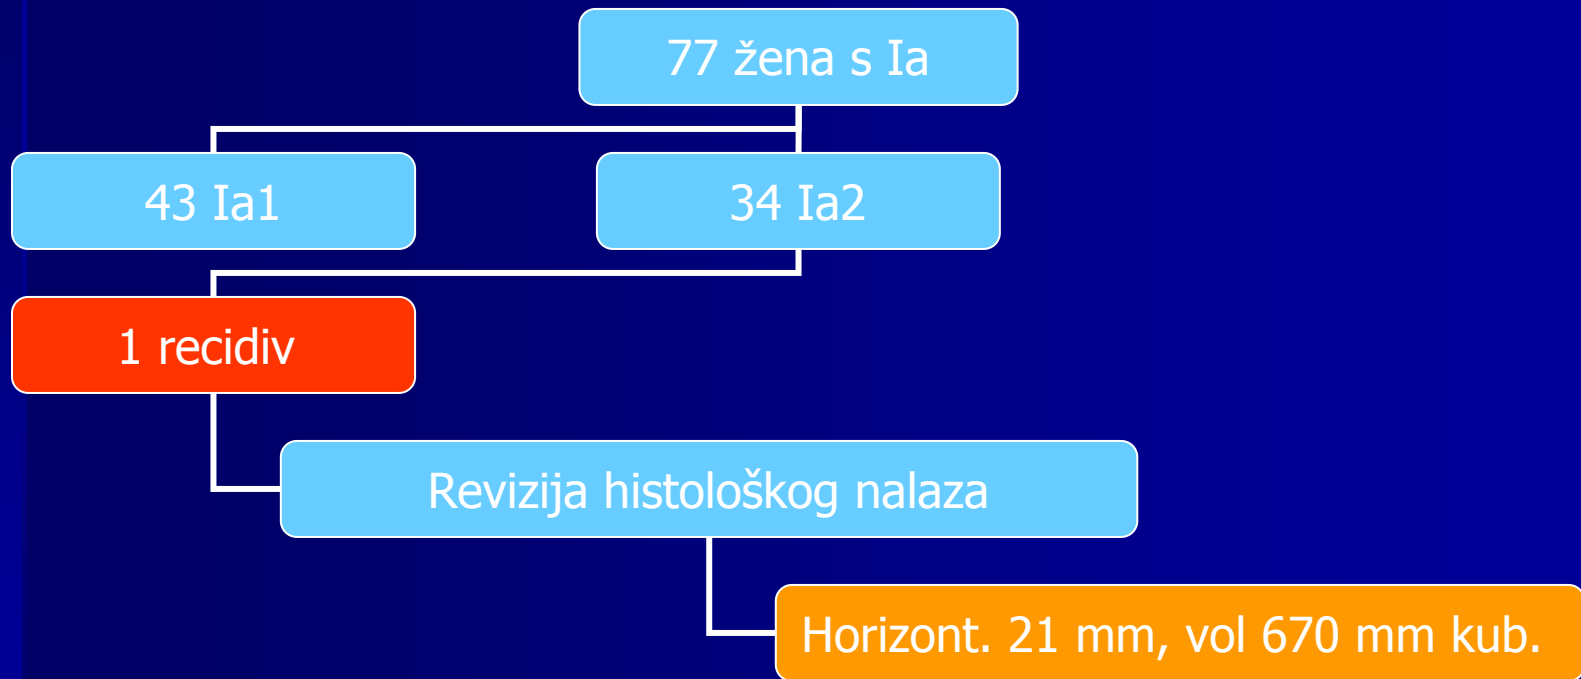 77 žena s Ia
43 Ia1
34 Ia2
1 recidiv
Revizija histološkog nalaza
Horizont. 21 mm, vol 670 mm kub.